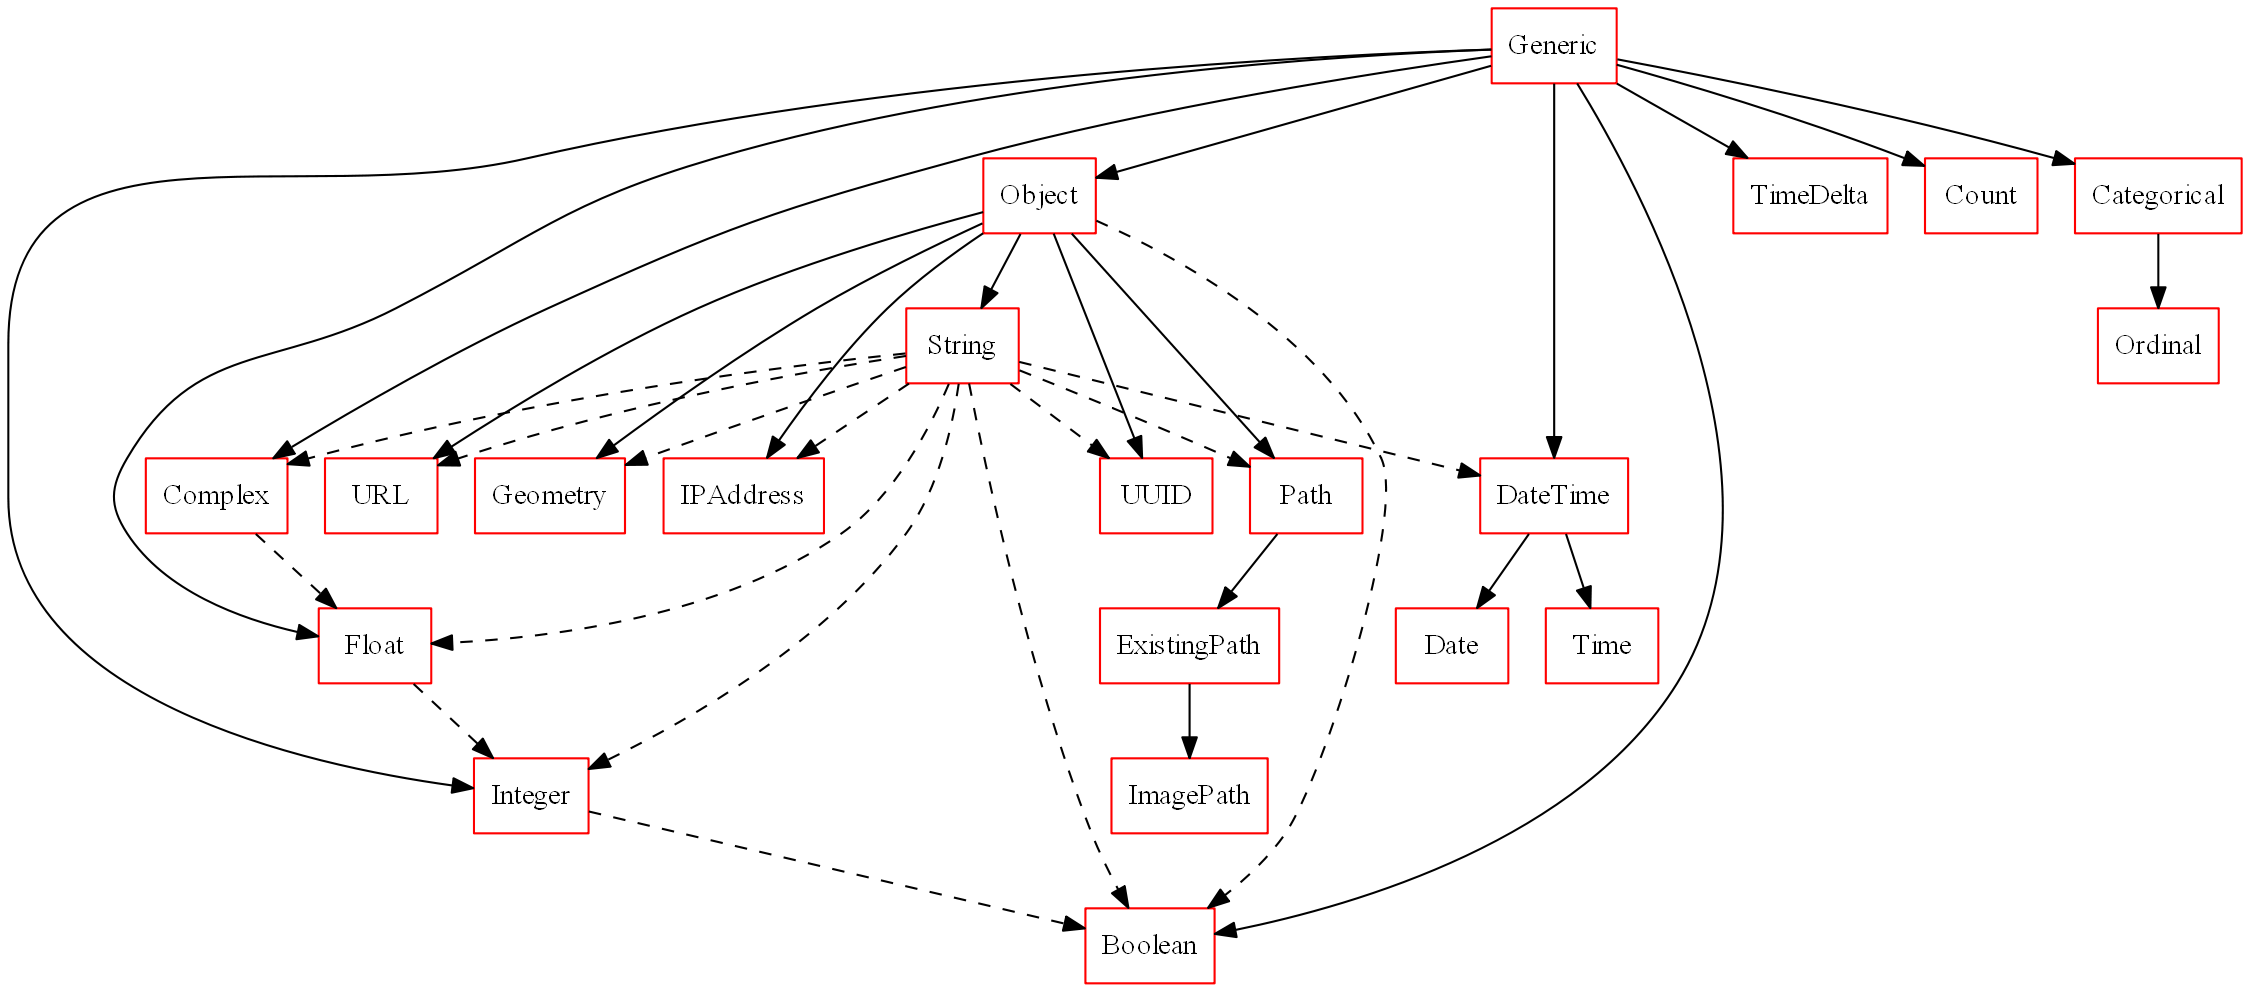 Generic
Object
TimeDelta
Count
Categorical
String
Ordinal
Complex
URL
Geometry
IPAddress
UUID
Path
DateTime
Float
ExistingPath
Date
Time
Integer
ImagePath
Boolean